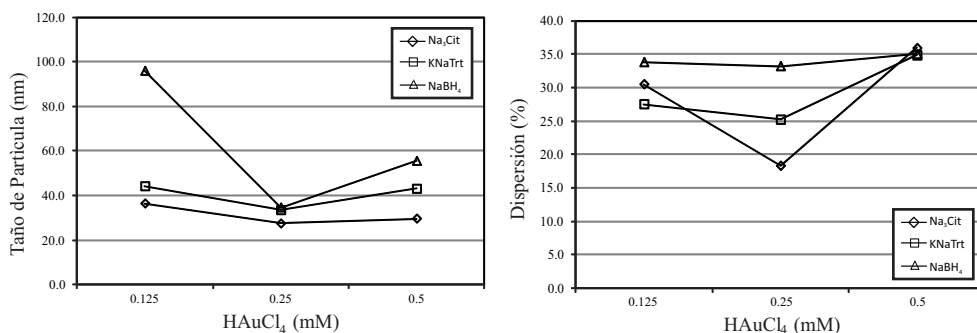 120.0
100.0
80.0
60.0
40.0
20.0
0.0
Taño de Partìcula (nm)
Na₃Cit
KNaTrt
NaBH₄
0.125 0.25 0.5
HAuCl₄ (mM)
40.0
35.0
30.0
25.0
20.0
15.0
10.0
5.0
0.0
Dispersión (%)
Na₃Cit
KNaTrt
NaBH₄
0.125 0.25 0.5
HAuCl₄ (mM)